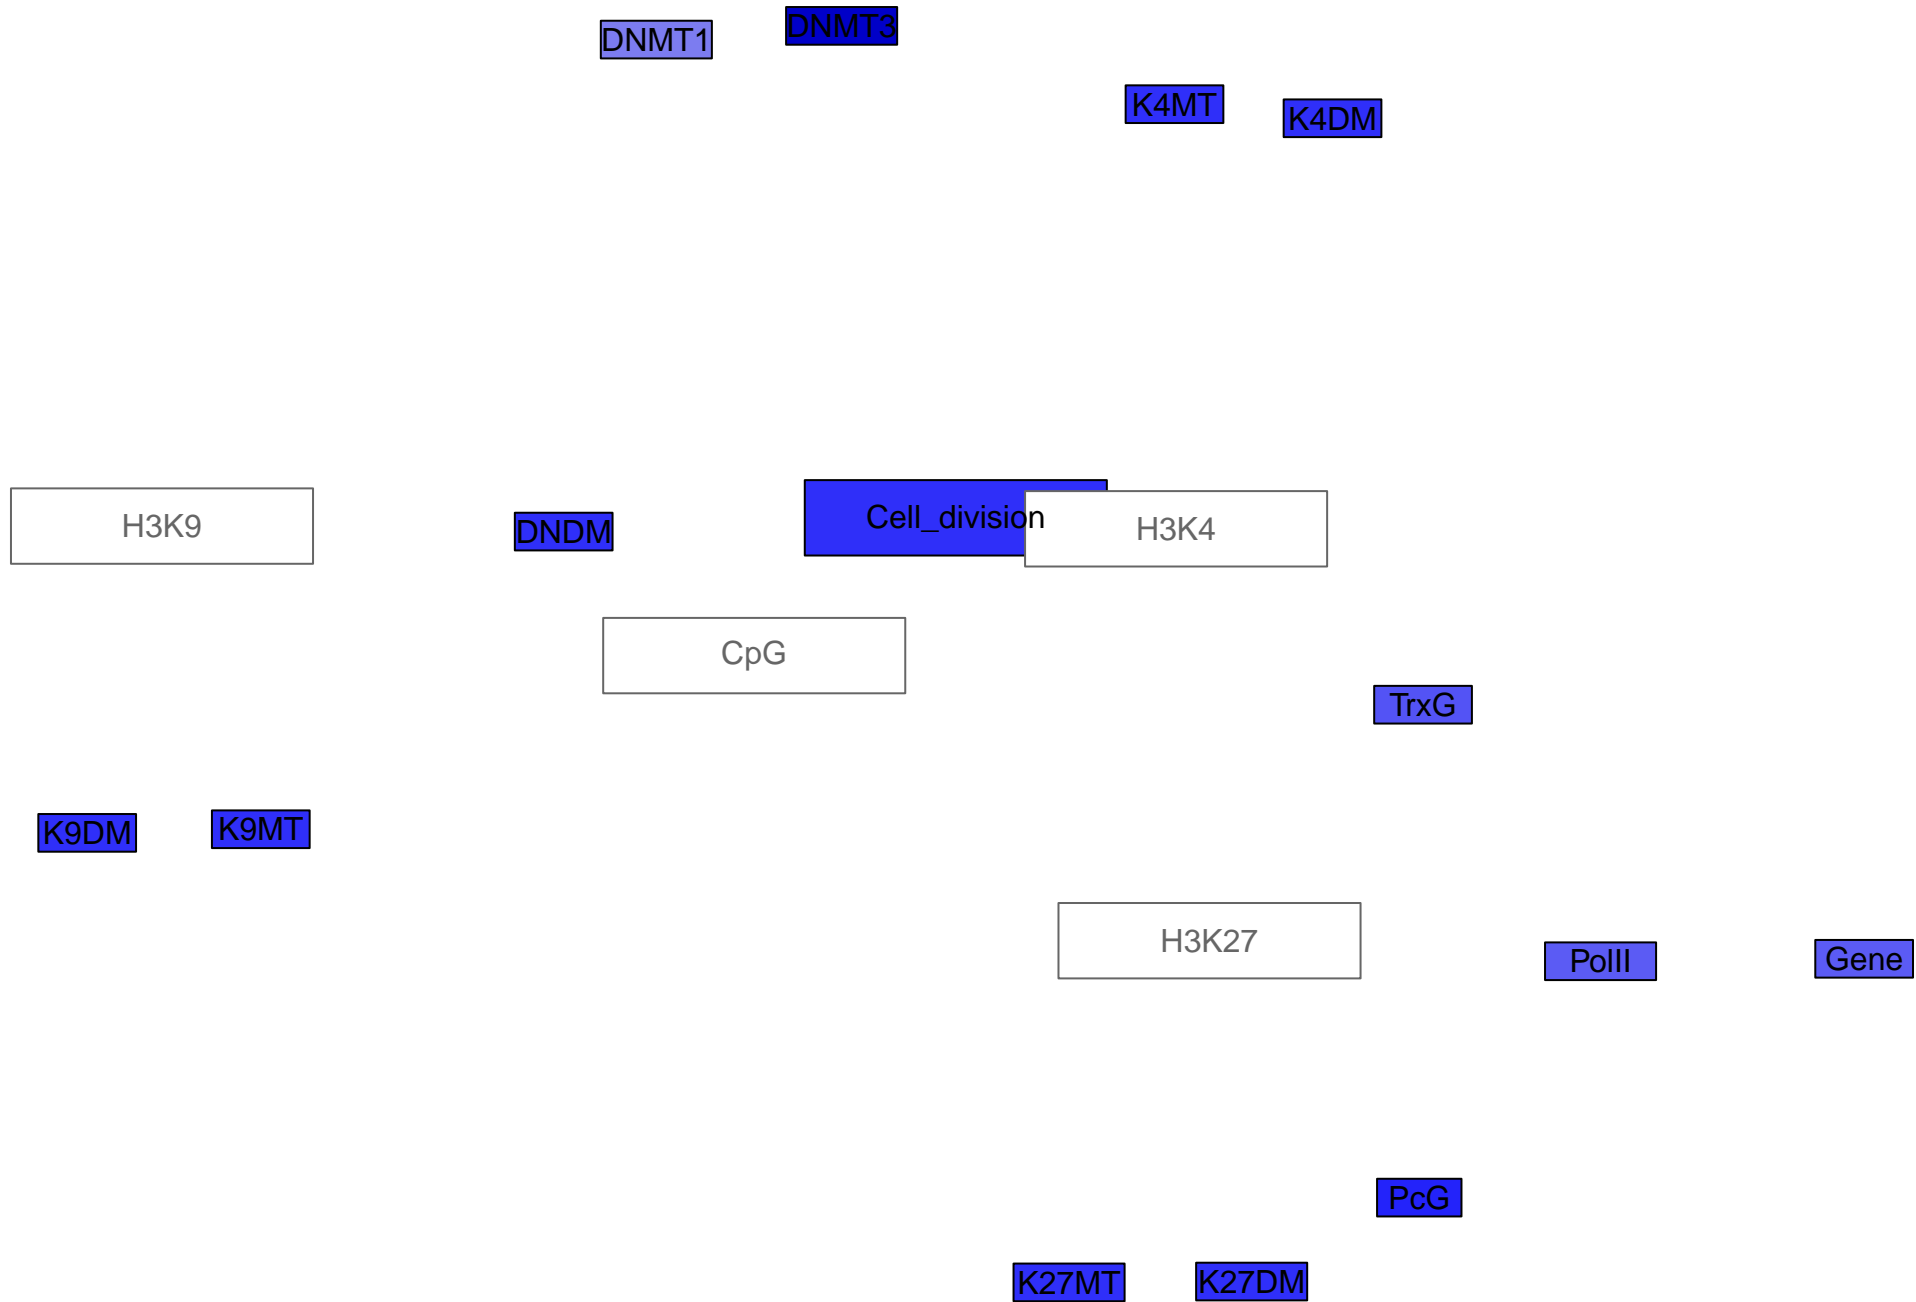 DNMT1
DNMT3
K4MT
K4DM
H3K9
DNDM
Cell_division
H3K4
CpG
TrxG
K9DM
K9MT
H3K27
PolII
Gene
PcG
K27MT
K27DM